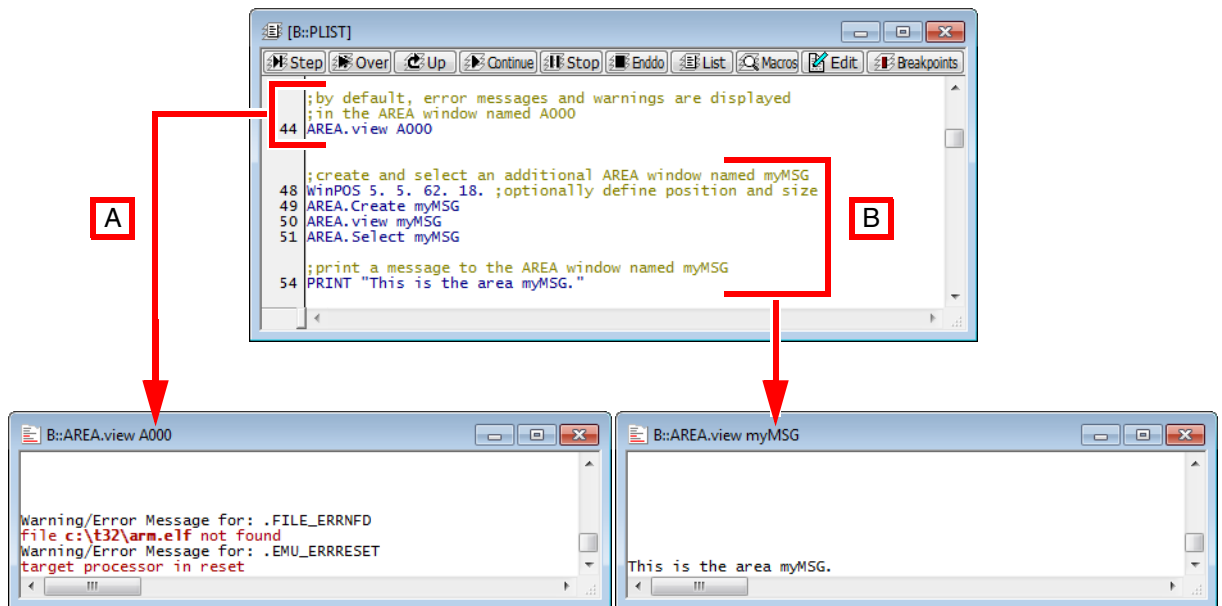 [B::PLIST]
Step Over Up Continue Stop Enddo List Macros Edit Breakpoints
;by default, error messages and warnings are displayed
;in the AREA window named A000
44 AREA.view A000
;create and select an additional AREA window named myMSG
48 WinPOS 5. 5. 62. 18. ;optionally define position and size
49 AREA.Create myMSG
50 AREA.view myMSG
51 AREA.Select myMSG
;print a message to the AREA window named myMSG
54 PRINT "This is the area myMSG."
A
B
B::AREA.view A000
Warning/Error Message for: .FILE_ERRNFD
file c:\t32\arm.elf not found
Warning/Error Message for: .EMU_ERRRESET
target processor in reset
B::AREA.view myMSG
This is the area myMSG.